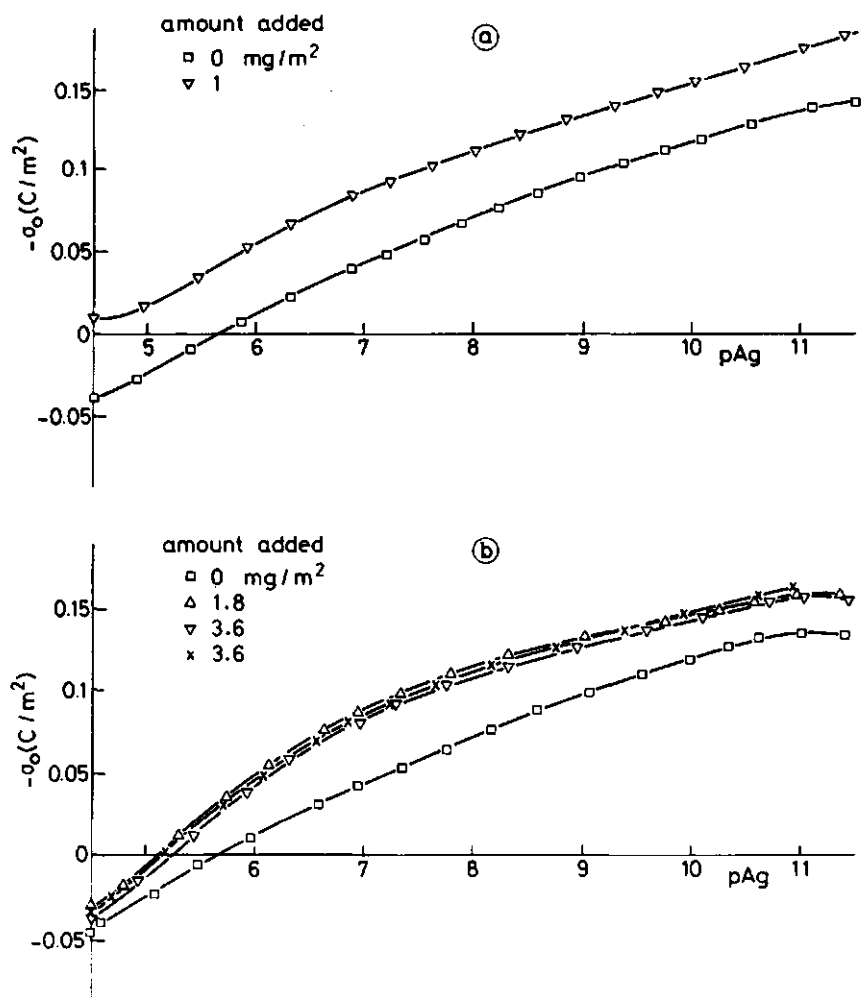 amount added
□ 0 mg/m²
▽ 1
ⓐ
0.15
0.1
0.05
0
-0.05
-σ₀(C/m²)
5 6 7 8 9 10 11
pAg
amount added
□ 0 mg/m²
△ 1.8
▽ 3.6
× 3.6
ⓑ
0.15
0.1
0.05
0
-0.05
-σ₀(C/m²)
6 7 8 9 10 11
pAg